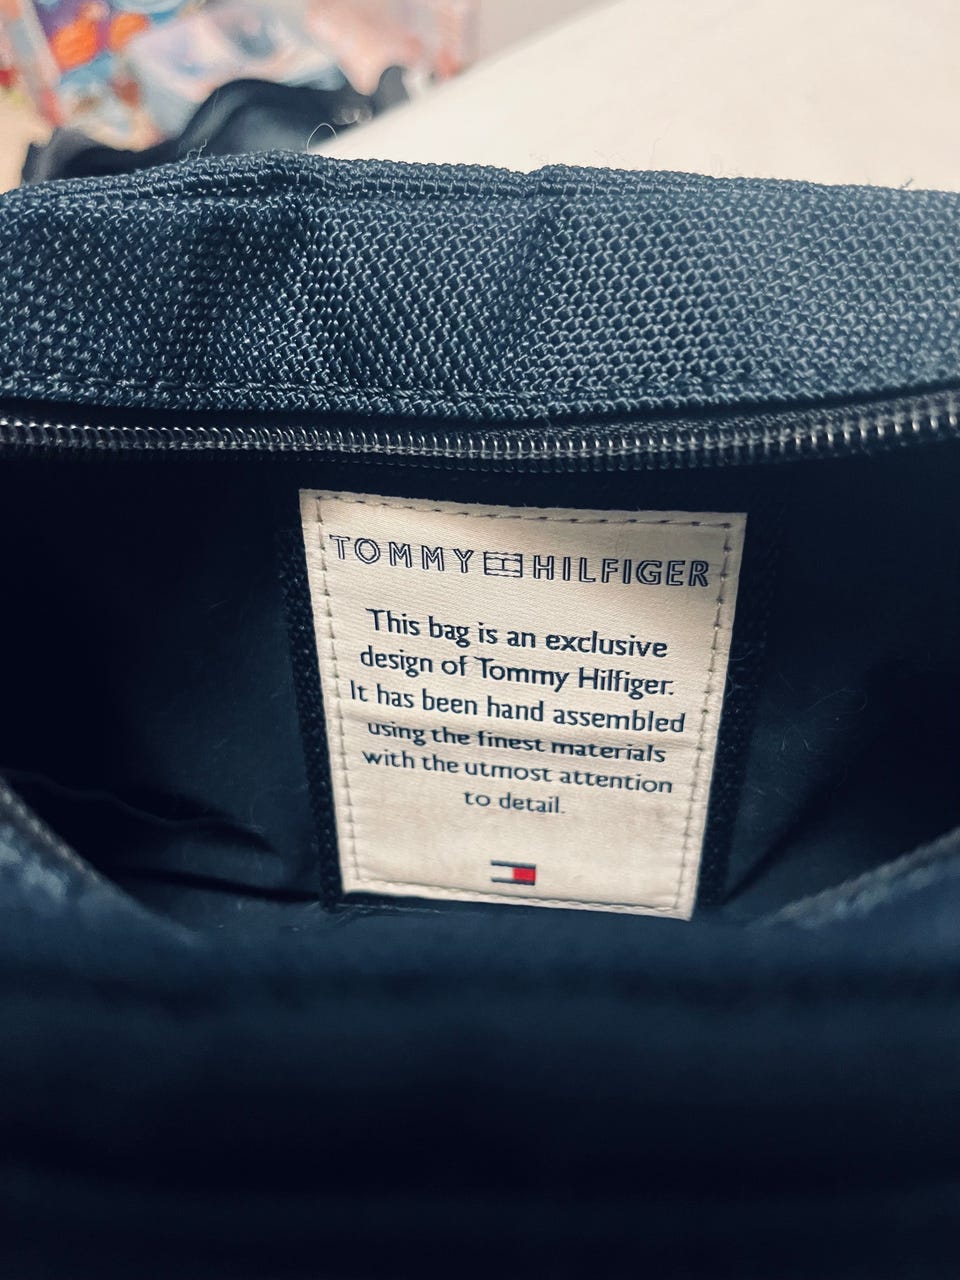 TOMMY HILFIGER
This bag is an exclusive
design of Tommy Hilfiger.
It has been hand assembled
using the finest materials
with the utmost attention
to detail.